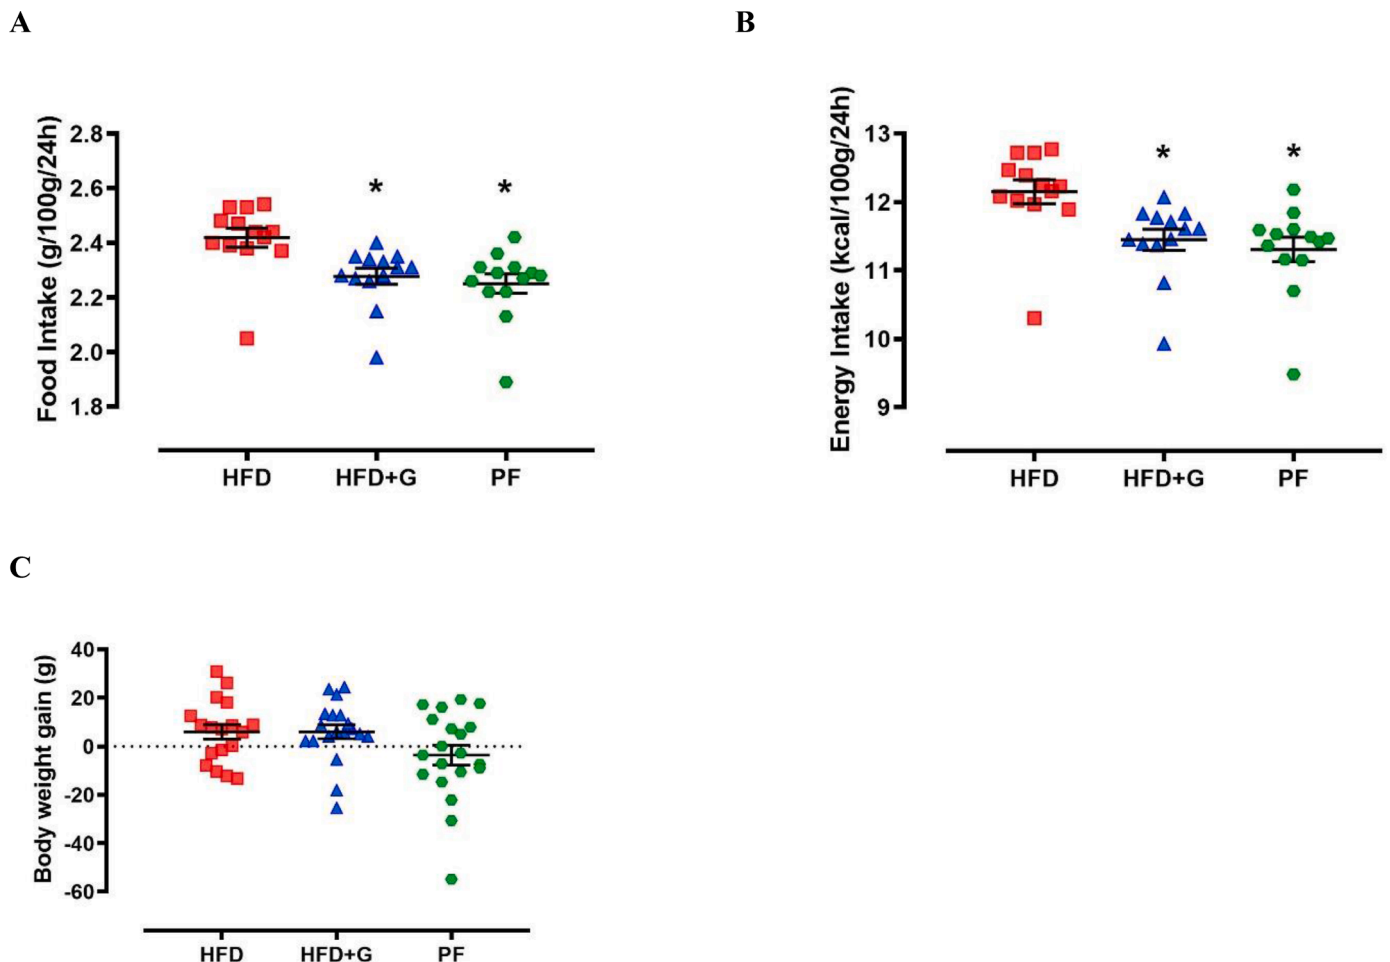 A
Food Intake (g/100g/24h)
2.8
2.6
2.4
2.2
2.0
1.8
*
*
HFD
HFD+G
PF
B
Energy Intake (kcal/100g/24h)
13
12
11
10
9
*
*
HFD
HFD+G
PF
C
Body weight gain (g)
40
20
0
-20
-40
-60
HFD
HFD+G
PF